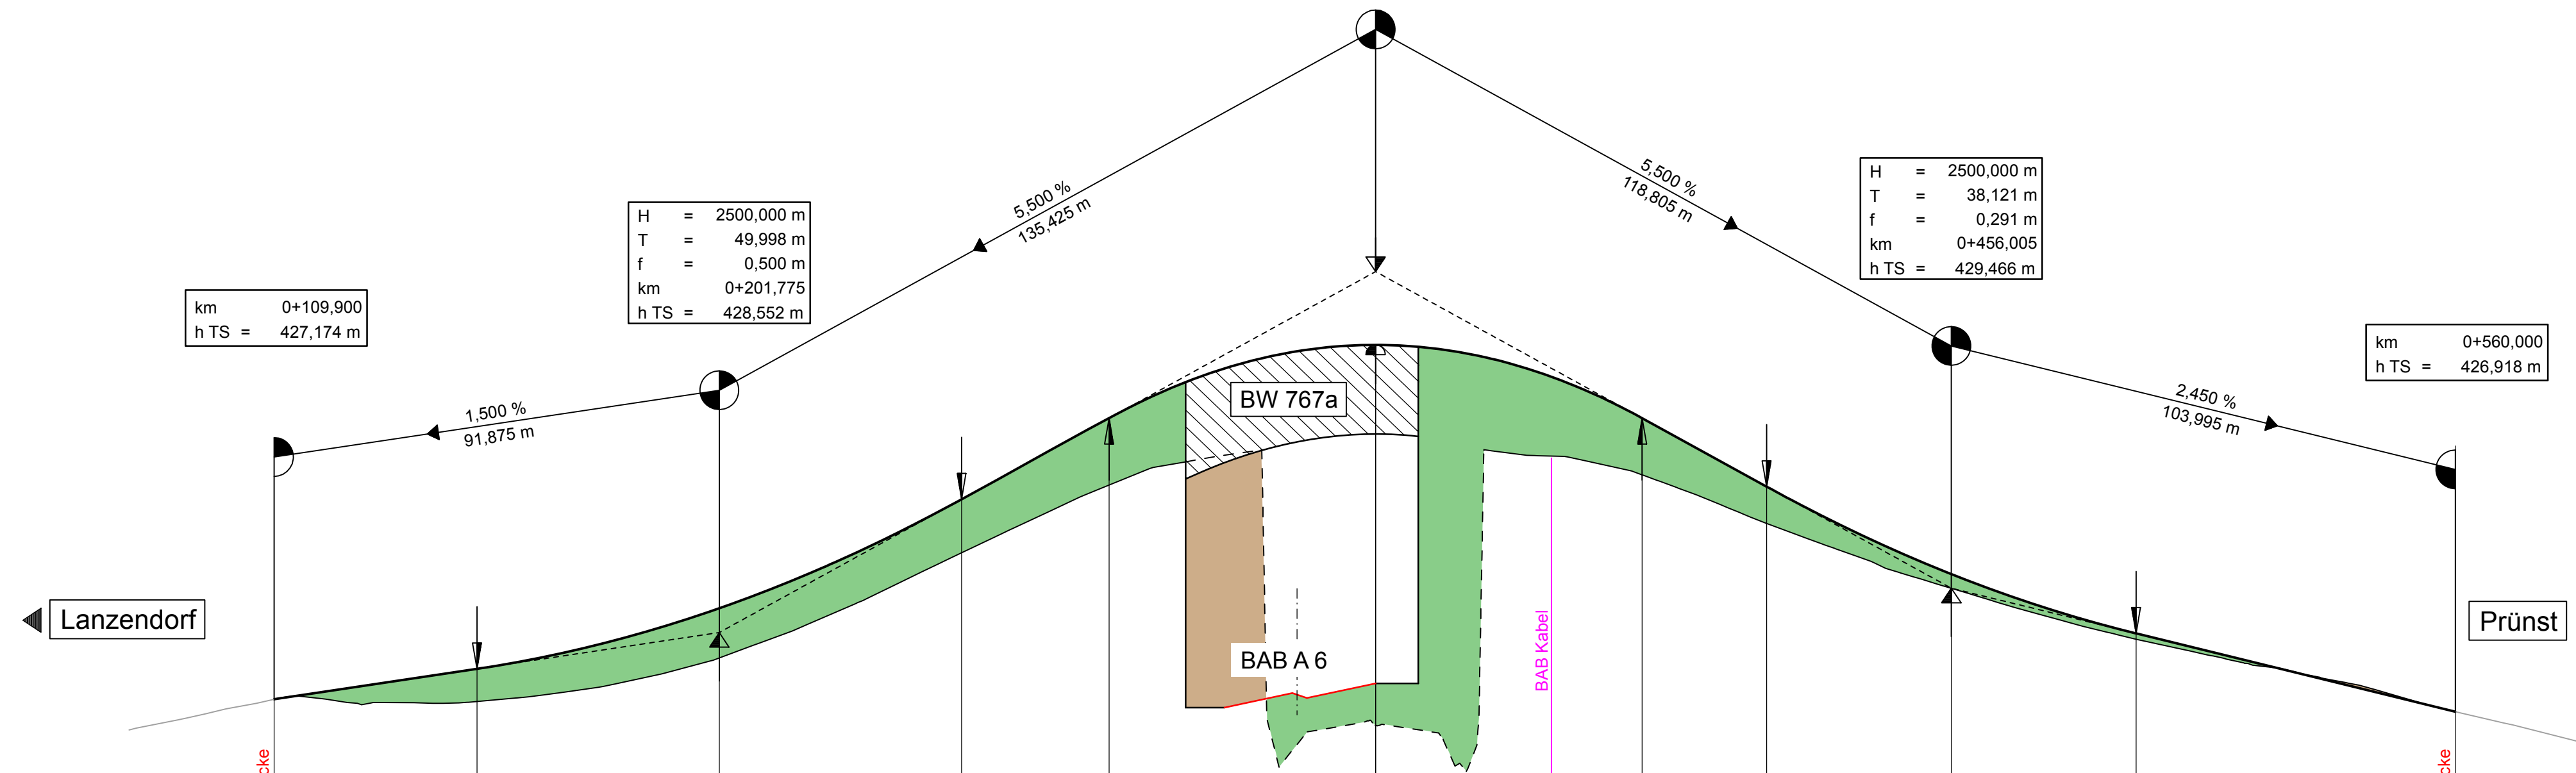 5,500 %
135,425 m
5,500 %
118,805 m
H = 2500,000 m
T = 38,121 m
f = 0,291 m
km 0+456,005
h TS = 429,466 m
H = 2500,000 m
T = 49,998 m
f = 0,500 m
km 0+201,775
h TS = 428,552 m
km 0+109,900
h TS = 427,174 m
km 0+560,000
h TS = 426,918 m
1,500 %
91,875 m
BW 767a
2,450 %
103,995 m
Lanzendorf
BAB A 6
BAB Kabel
Prünst